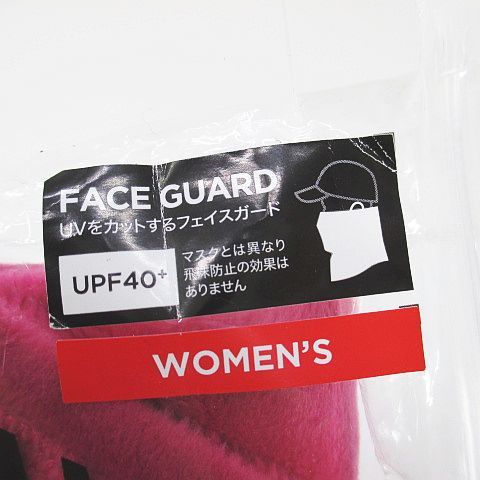 FACE GUARD
UVをカットするフェイスガード
UPF40+
マスクとは異なり
飛沫防止の効果は
ありません
WOMEN'S